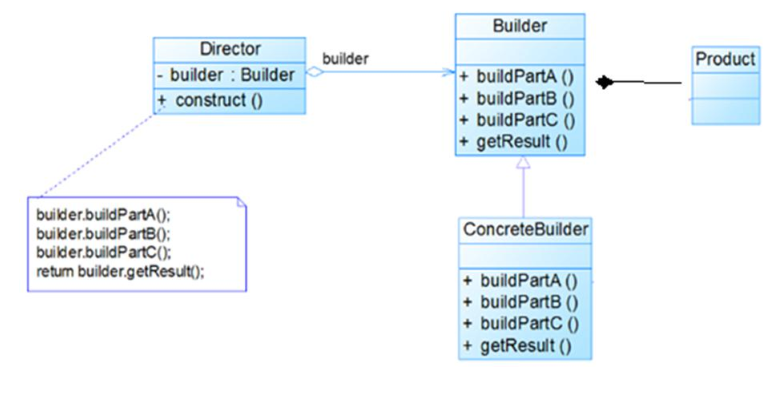 Director
- builder : Builder
+ construct ()
builder
Builder
+ buildPartA ()
+ buildPartB ()
+ buildPartC ()
+ getResult ()
Product
builder.buildPartA();
builder.buildPartB();
builder.buildPartC();
return builder.getResult();
ConcreteBuilder
+ buildPartA ()
+ buildPartB ()
+ buildPartC ()
+ getResult ()